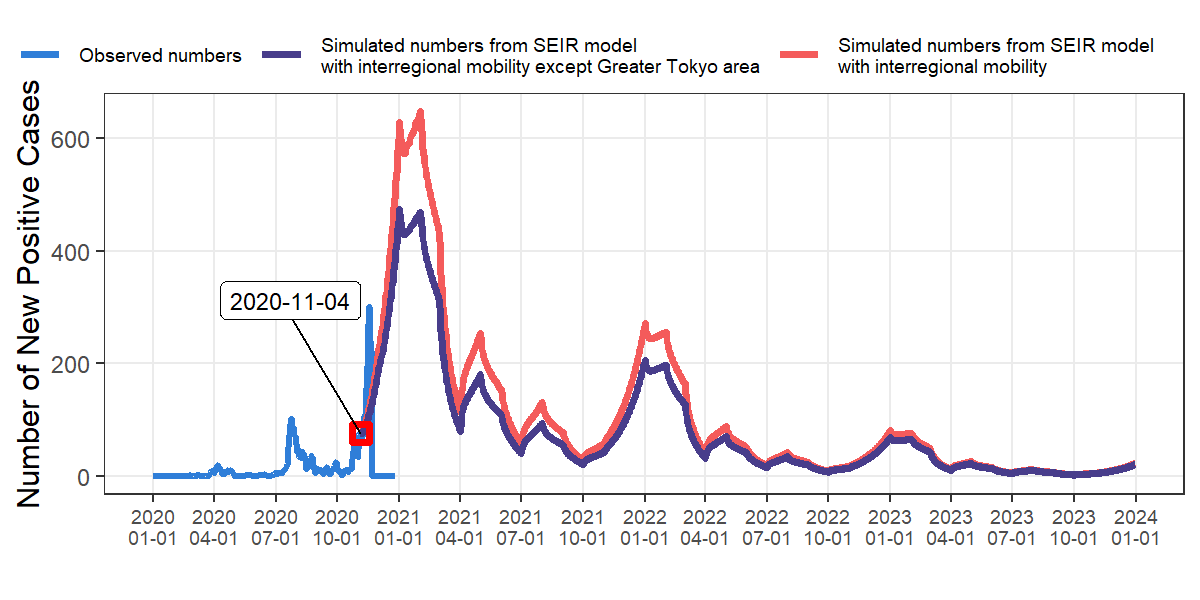 Observed numbers
Simulated numbers from SEIR model
with interregional mobility except Greater Tokyo area
Simulated numbers from SEIR model
with interregional mobility
Number of New Positive Cases
600
400
200
0
2020-11-04
2020 2020 2020 2020 2021 2021 2021 2021 2022 2022 2022 2022 2023 2023 2023 2023 2024
01-01 04-01 07-01 10-01 01-01 04-01 07-01 10-01 01-01 04-01 07-01 10-01 01-01 04-01 07-01 10-01 01-01